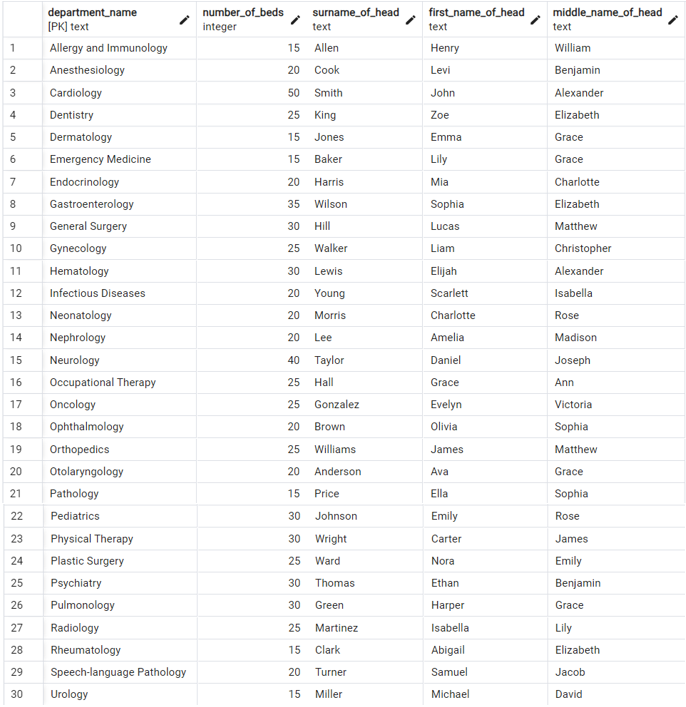 department_name number_of_beds surname_of_head first_name_of_head middle_name_of_head
[PK] text integer text text text
1 Allergy and Immunology 15 Allen Henry William
2 Anesthesiology 20 Cook Levi Benjamin
3 Cardiology 50 Smith John Alexander
4 Dentistry 25 King Zoe Elizabeth
5 Dermatology 15 Jones Emma Grace
6 Emergency Medicine 15 Baker Lily Grace
7 Endocrinology 20 Harris Mia Charlotte
8 Gastroenterology 35 Wilson Sophia Elizabeth
9 General Surgery 30 Hill Lucas Matthew
10 Gynecology 25 Walker Liam Christopher
11 Hematology 30 Lewis Elijah Alexander
12 Infectious Diseases 20 Young Scarlett Isabella
13 Neonatology 20 Morris Charlotte Rose
14 Nephrology 20 Lee Amelia Madison
15 Neurology 40 Taylor Daniel Joseph
16 Occupational Therapy 25 Hall Grace Ann
17 Oncology 25 Gonzalez Evelyn Victoria
18 Ophthalmology 20 Brown Olivia Sophia
19 Orthopedics 25 Williams James Matthew
20 Otolaryngology 20 Anderson Ava Grace
21 Pathology 15 Price Ella Sophia
22 Pediatrics 30 Johnson Emily Rose
23 Physical Therapy 30 Wright Carter James
24 Plastic Surgery 25 Ward Nora Emily
25 Psychiatry 30 Thomas Ethan Benjamin
26 Pulmonology 30 Green Harper Grace
27 Radiology 25 Martinez Isabella Lily
28 Rheumatology 15 Clark Abigail Elizabeth
29 Speech-language Pathology 20 Turner Samuel Jacob
30 Urology 15 Miller Michael David